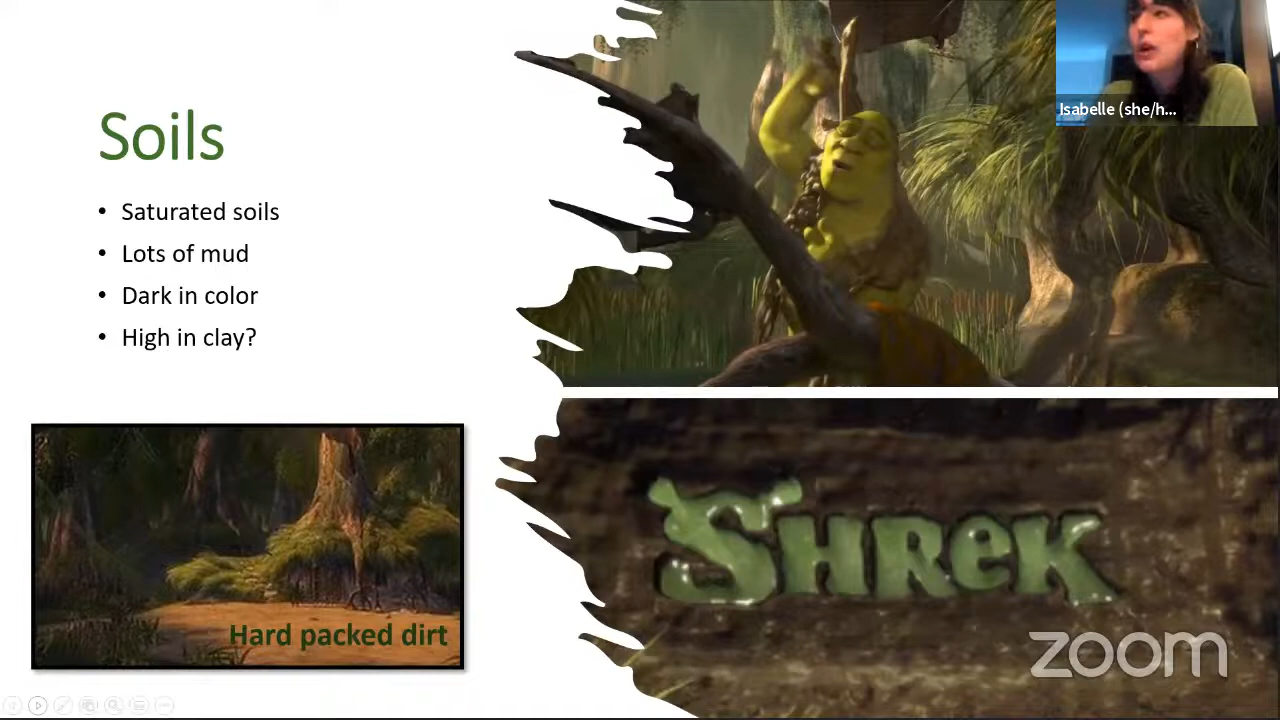 Soils
• Saturated soils
• Lots of mud
• Dark in color
• High in clay?
Hard packed dirt
Isabelle (she/h...
SHReK
zoom